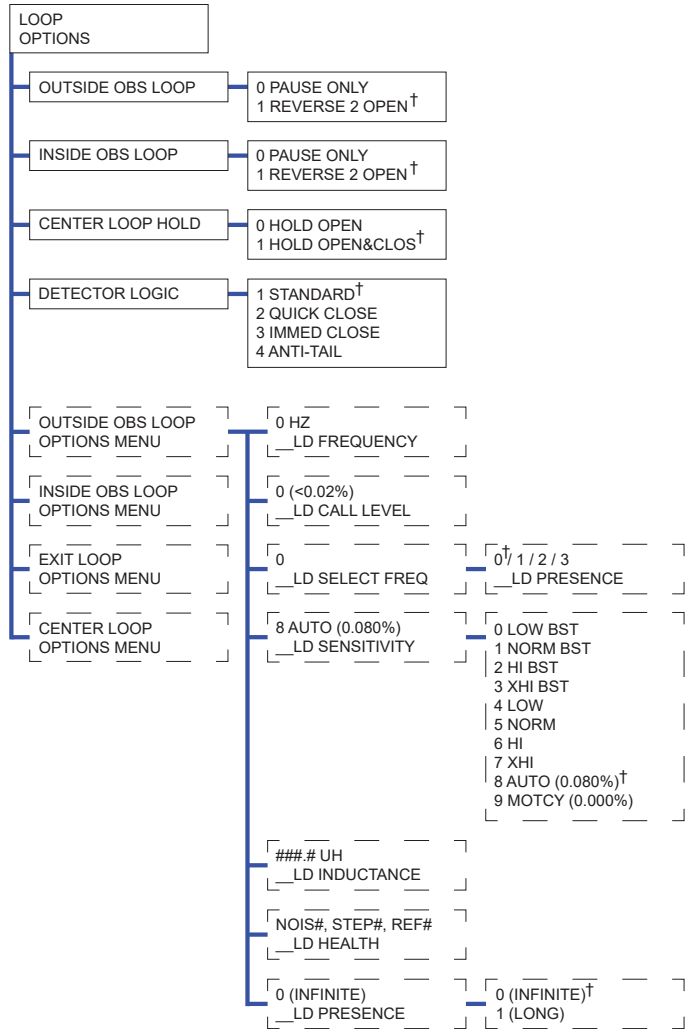 LOOP
OPTIONS
OUTSIDE OBS LOOP
0 PAUSE ONLY
1 REVERSE 2 OPEN†
INSIDE OBS LOOP
0 PAUSE ONLY
1 REVERSE 2 OPEN†
CENTER LOOP HOLD
0 HOLD OPEN
1 HOLD OPEN&CLOS†
DETECTOR LOGIC
1 STANDARD†
2 QUICK CLOSE
3 IMMED CLOSE
4 ANTI-TAIL
OUTSIDE OBS LOOP
OPTIONS MENU
0 HZ
__LD FREQUENCY
INSIDE OBS LOOP
OPTIONS MENU
0 (<0.02%)
__LD CALL LEVEL
EXIT LOOP
OPTIONS MENU
0
__LD SELECT FREQ
0†/ 1 / 2 / 3
__LD PRESENCE
CENTER LOOP
OPTIONS MENU
8 AUTO (0.080%)
__LD SENSITIVITY
0 LOW BST
1 NORM BST
2 HI BST
3 XHI BST
4 LOW
5 NORM
6 HI
7 XHI
8 AUTO (0.080%)†
9 MOTCY (0.000%)
###.# UH
__LD INDUCTANCE
NOIS#, STEP#, REF#
__LD HEALTH
0 (INFINITE)
__LD PRESENCE
0 (INFINITE)†
1 (LONG)